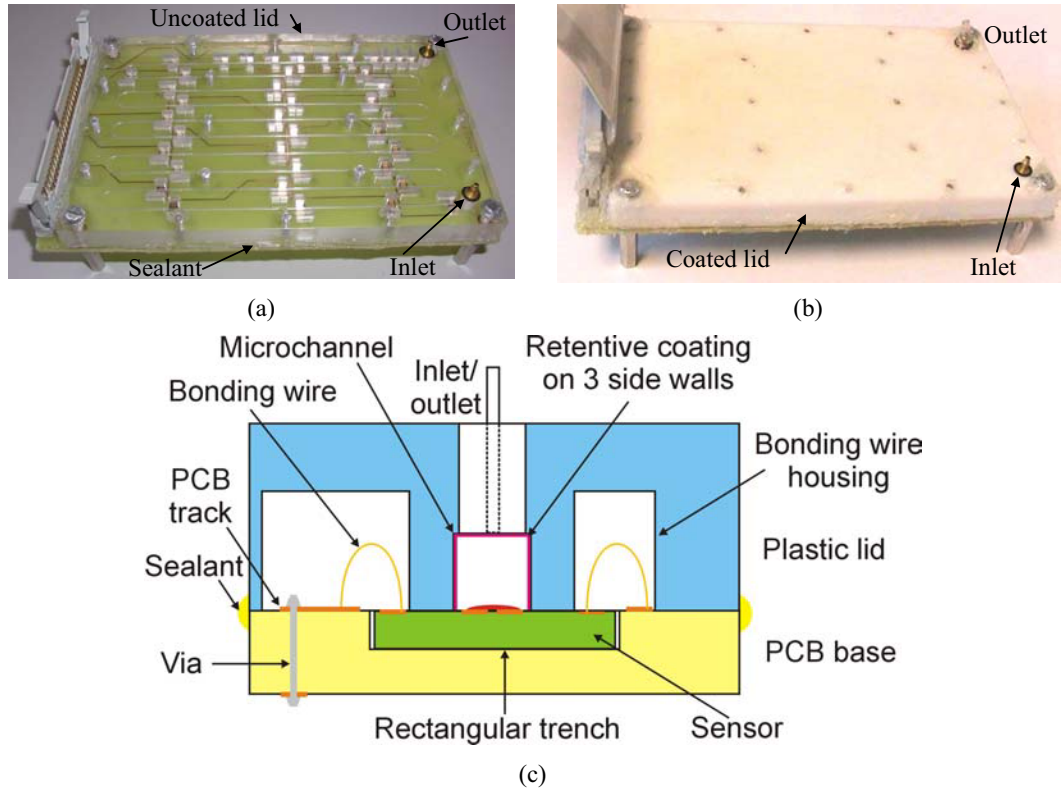 Uncoated lid
Outlet
Sealant
Inlet
(a)
Outlet
Coated lid
Inlet
(b)
Microchannel
Bonding wire
PCB
track
Sealant
Via
Inlet/
outlet
Retentive coating
on 3 side walls
Bonding wire
housing
Plastic lid
PCB base
Rectangular trench
Sensor
(c)